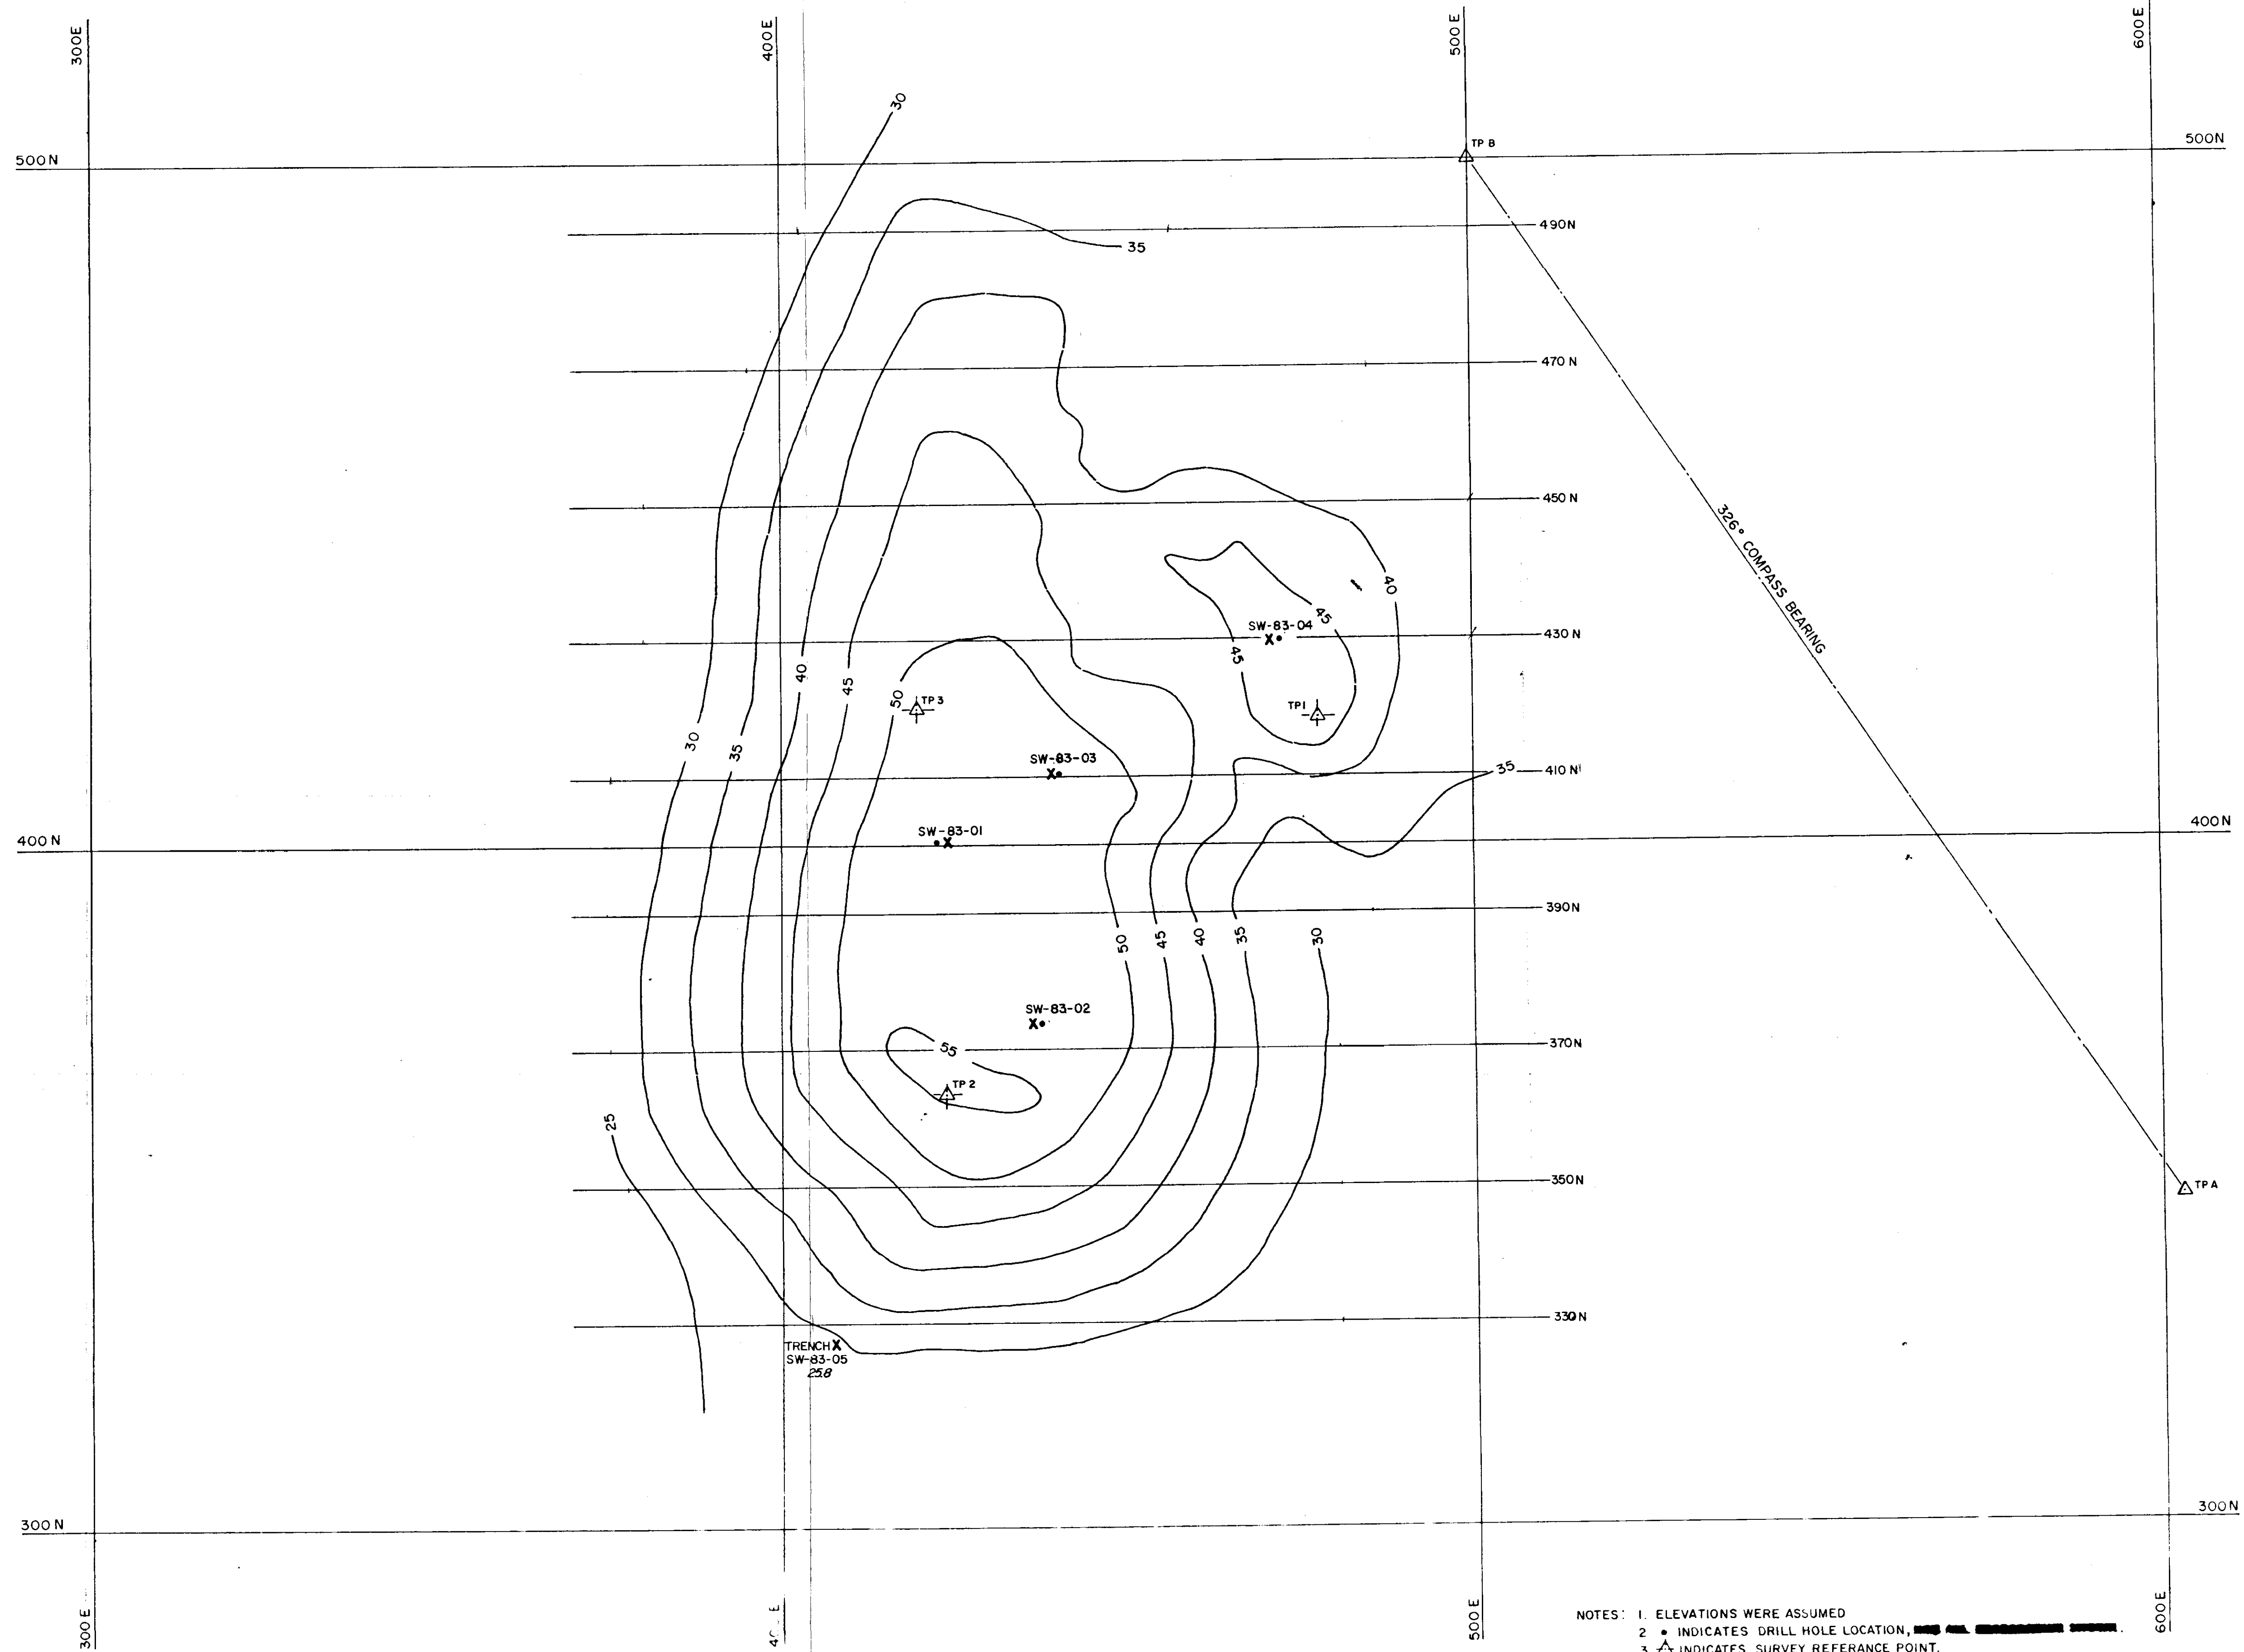 300E
400E
500E
600E
30
TP B
500N
500N
490N
35
470 N
450 N
326° COMPASS BEARING
40
45
SW-83-04
430 N
45
40
45
50
TP 3
TP1
30
35
SW-83-03
35
410 N
SW-83-01
400N
400N
390N
50
45
40
35
30
SW-83-02
55
370N
TP 2
25
350N
TP A
330N
TRENCH X
SW-83-05
25.8
300N
300N
300E
E
500E
600E
NOTES: 1. ELEVATIONS WERE ASSUMED
2 • INDICATES DRILL HOLE LOCATION,
3 △ INDICATES SURVEY REFERANCE POINT.